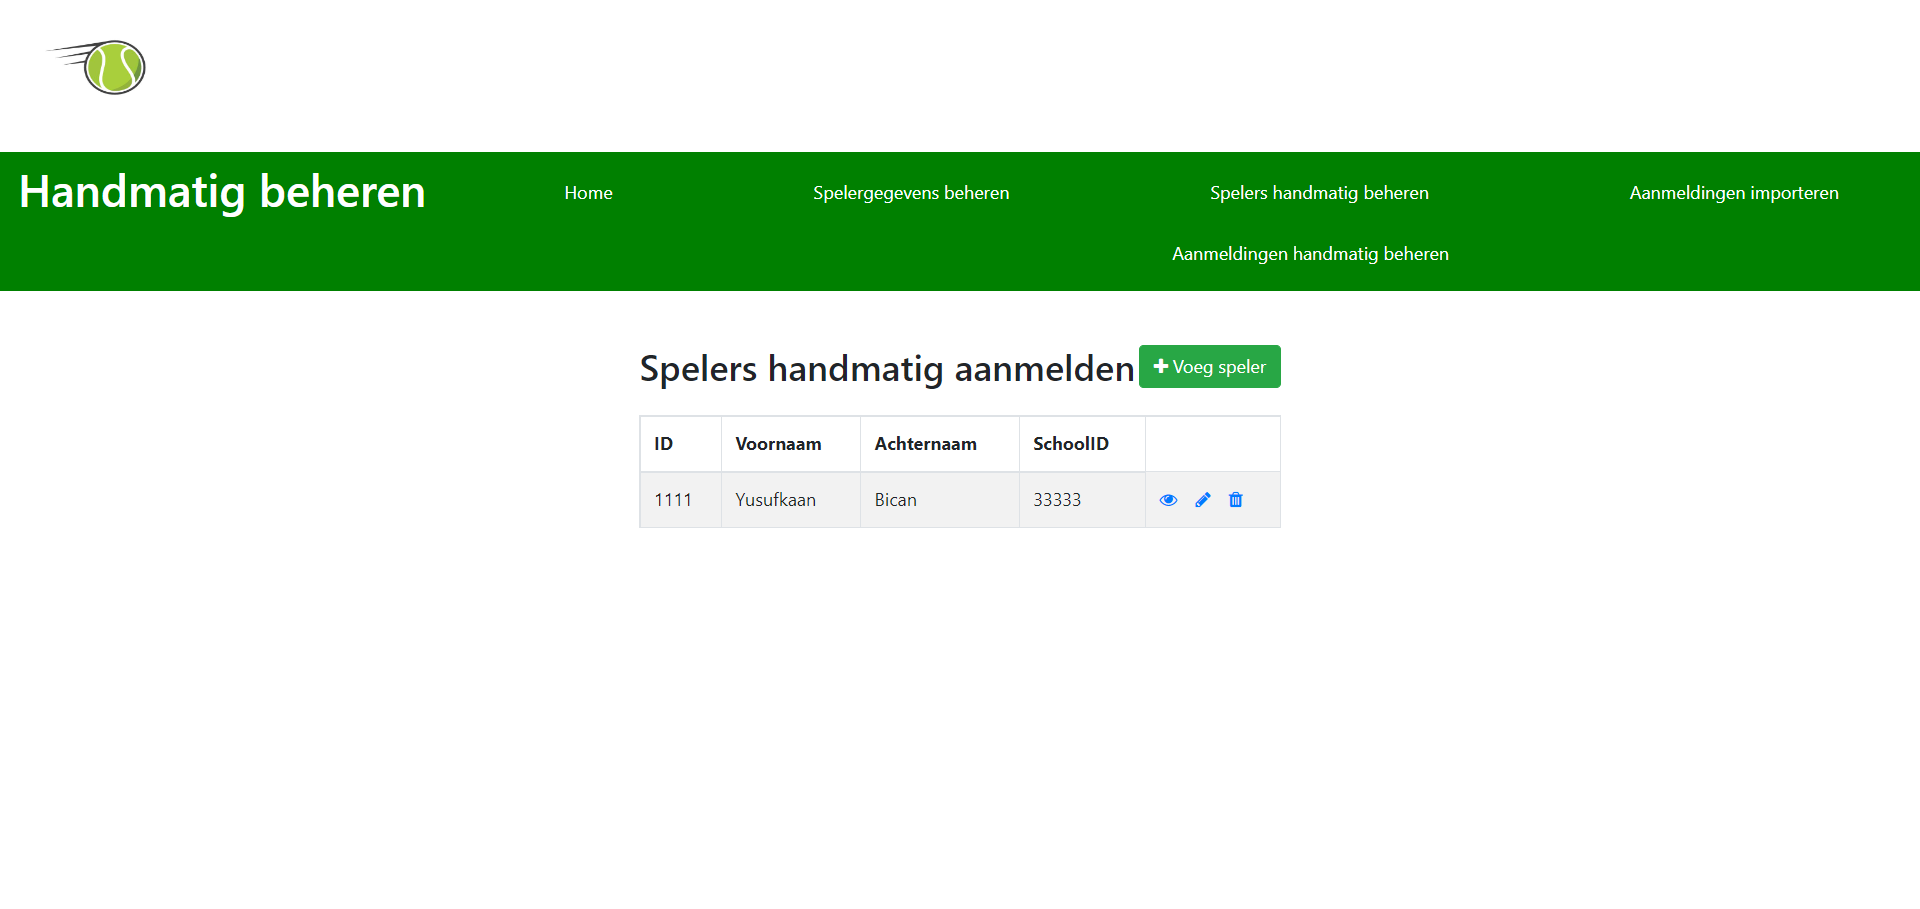 Handmatig beheren
Home
Spelergegevens beheren
Spelers handmatig beheren
Aanmeldingen importeren
Aanmeldingen handmatig beheren
Spelers handmatig aanmelden
Voeg speler
ID Voornaam Achternaam SchoolID
1111 Yusufkaan Bican 33333